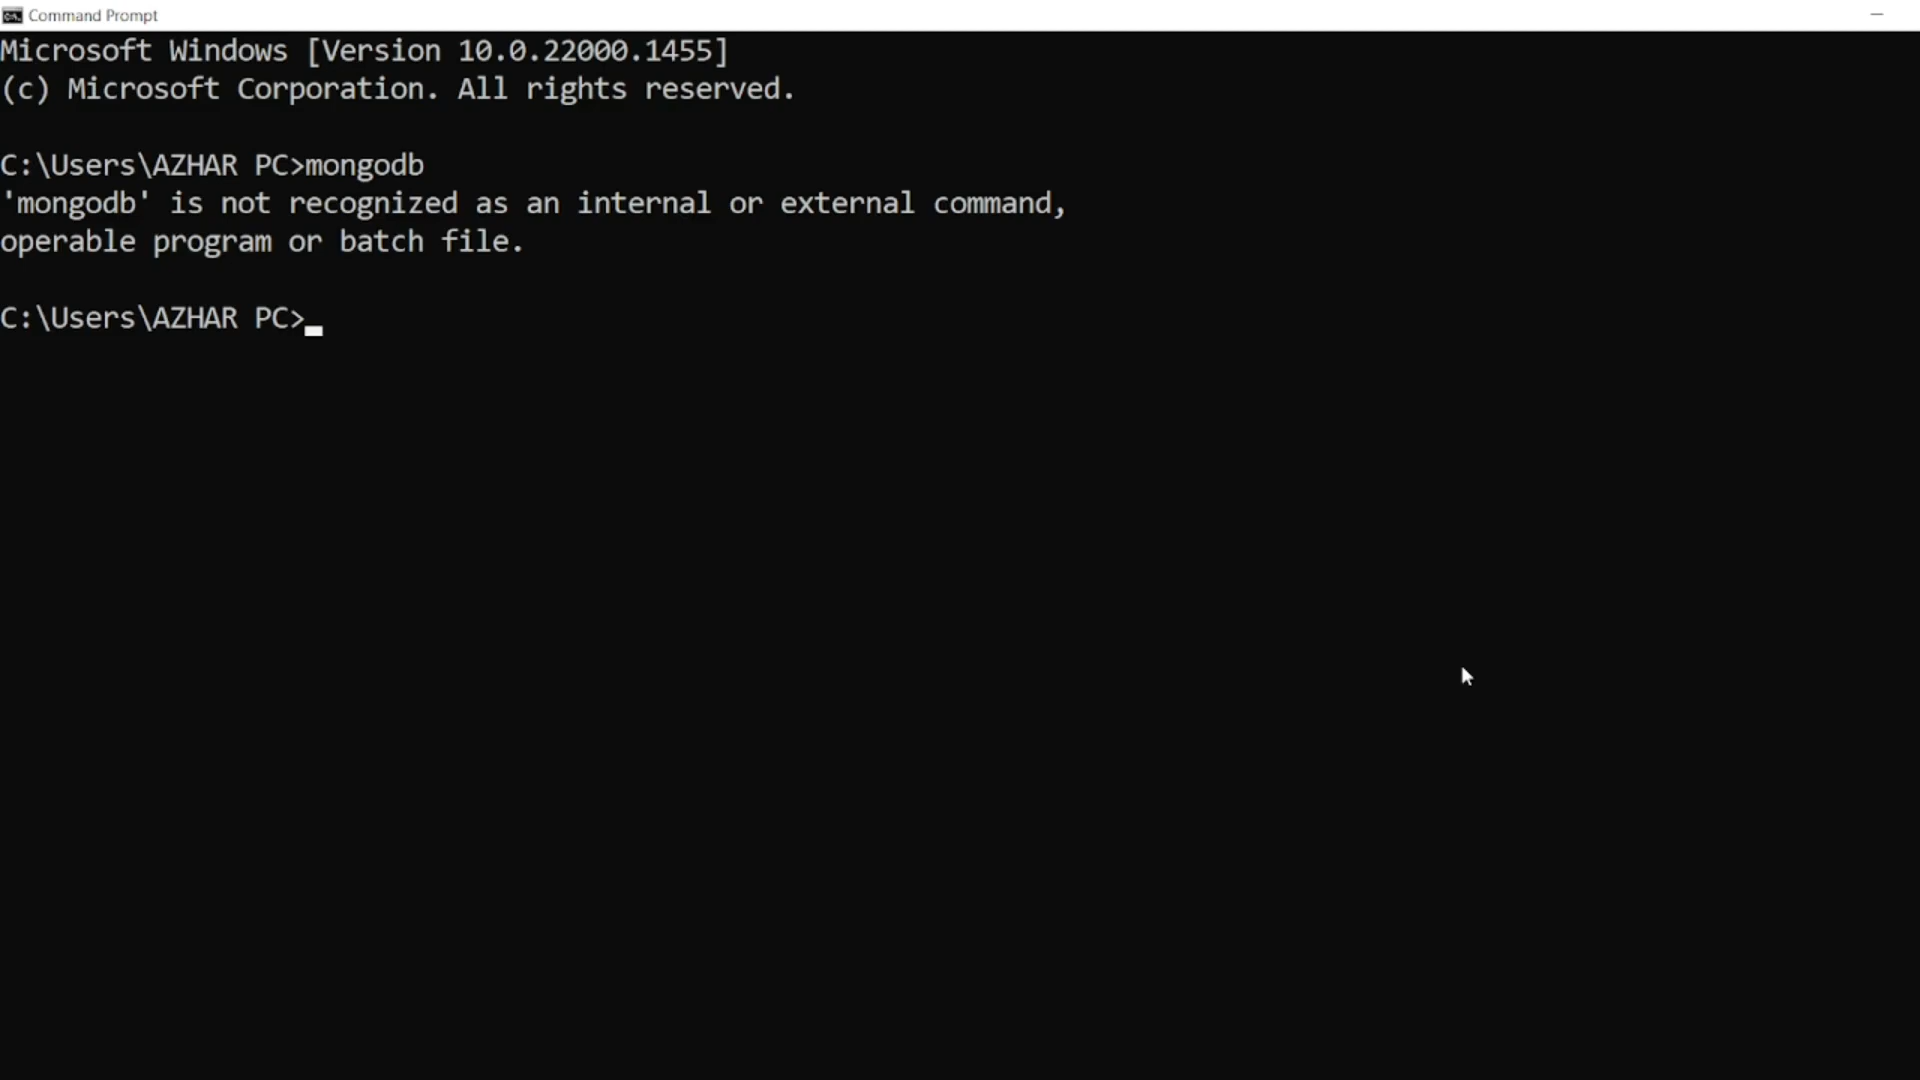 Command Prompt
Microsoft Windows [Version 10.0.22000.1455]
(c) Microsoft Corporation. All rights reserved.
C:\Users\AZHAR PC>mongodb
'mongodb' is not recognized as an internal or external command,
operable program or batch file.
C:\Users\AZHAR PC>